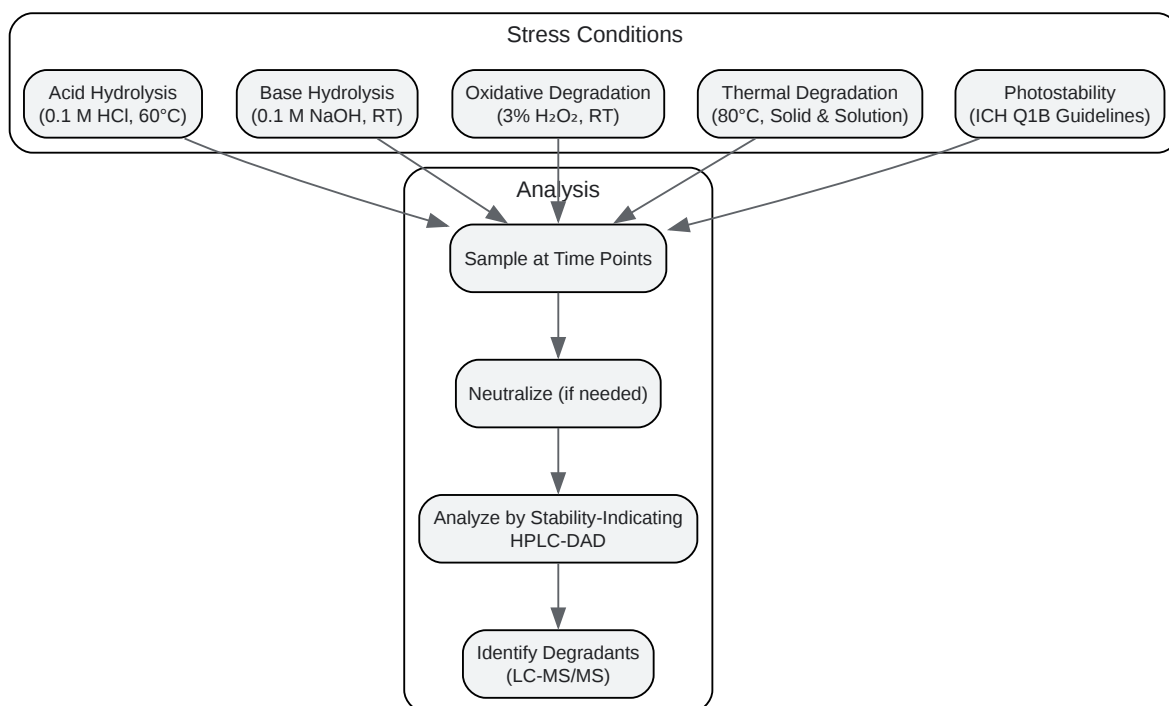 Stress Conditions
Acid Hydrolysis
(0.1 M HCl, 60°C)
Base Hydrolysis
(0.1 M NaOH, RT)
Oxidative Degradation
(3% H₂O₂, RT)
Thermal Degradation
(80°C, Solid & Solution)
Photostability
(ICH Q1B Guidelines)
Analysis
Sample at Time Points
Neutralize (if needed)
Analyze by Stability-Indicating
HPLC-DAD
Identify Degradants
(LC-MS/MS)